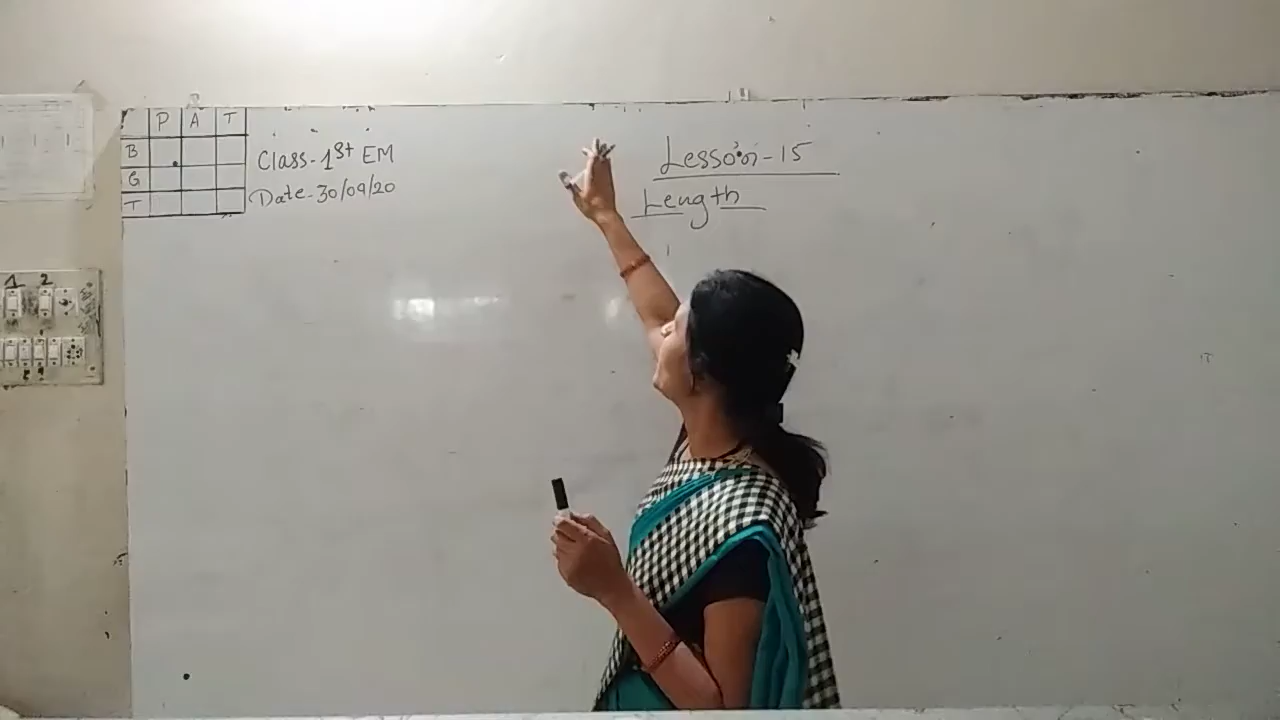 P A T
B
G
T
Class-1st EM
Date-30/09/20
Lesson-15
Length
1 2